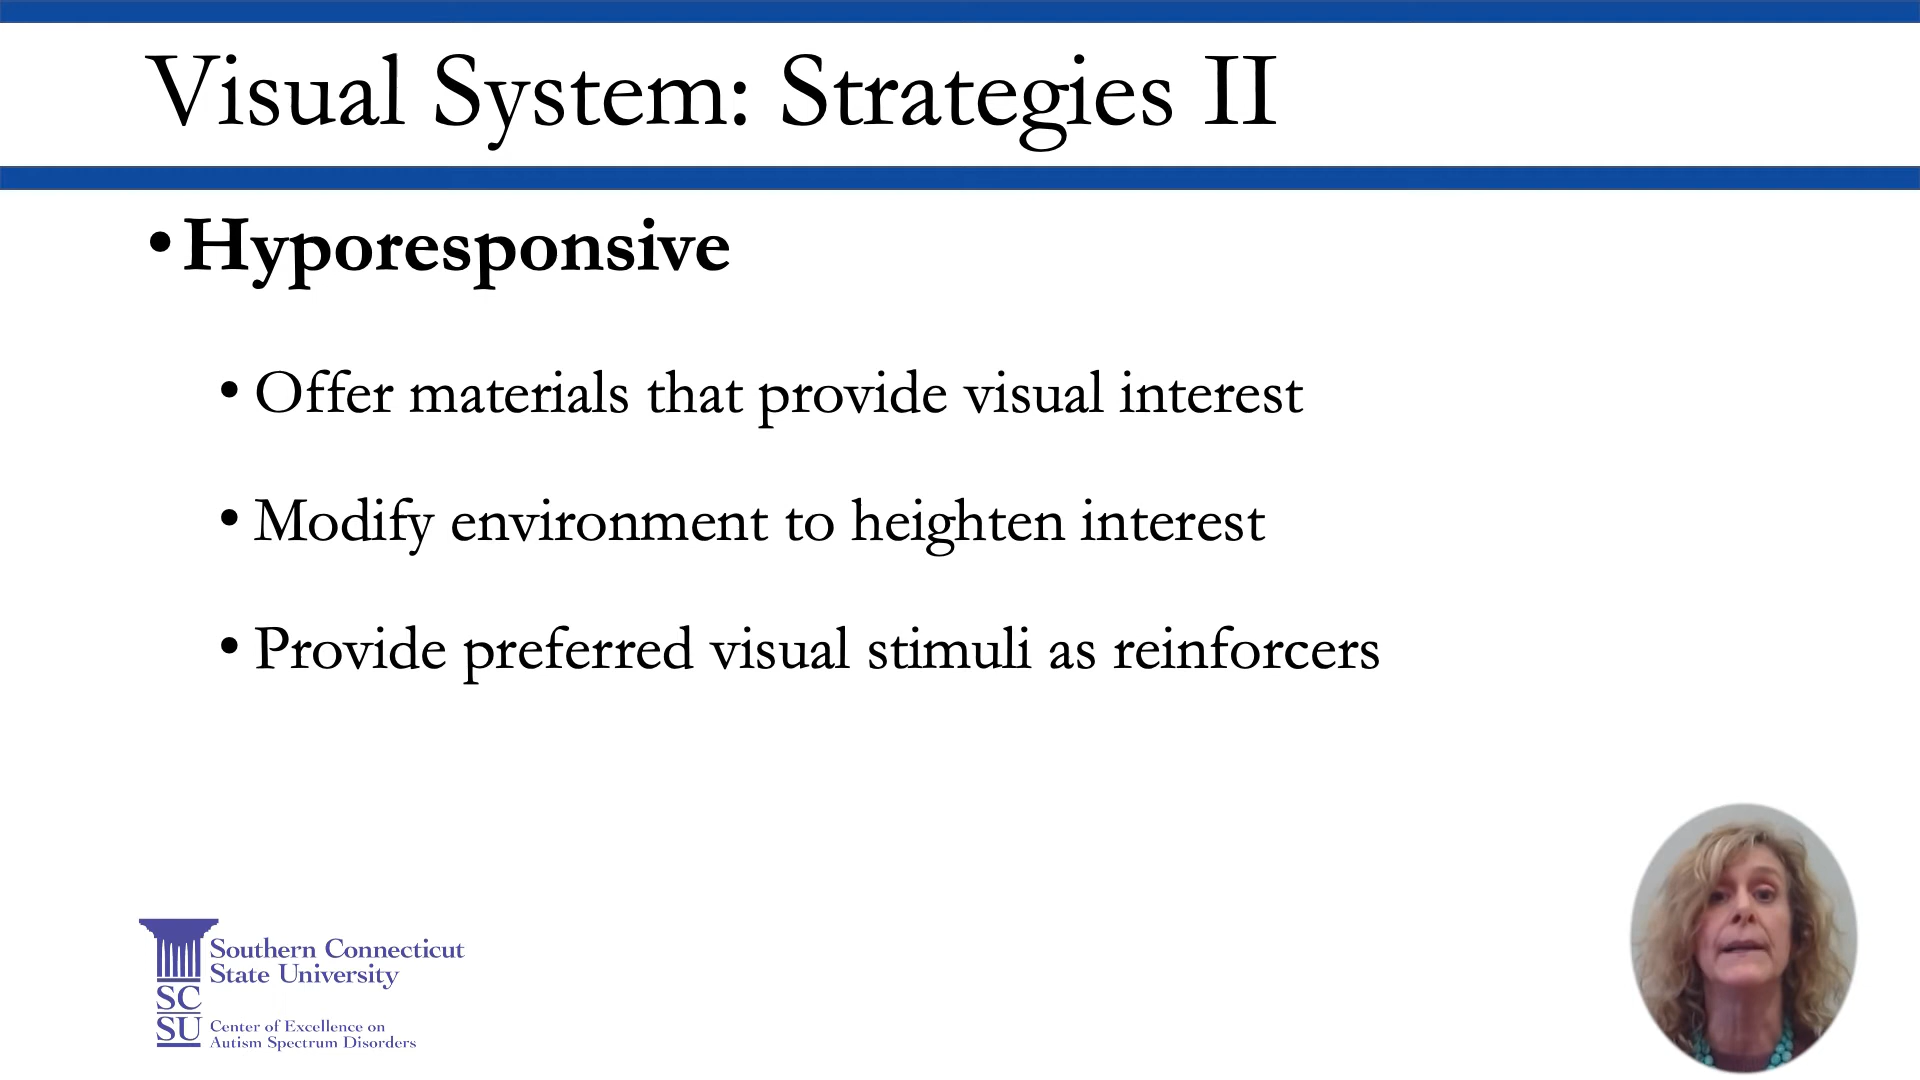 Visual System: Strategies II
• Hyporesponsive
• Offer materials that provide visual interest
• Modify environment to heighten interest
• Provide preferred visual stimuli as reinforcers
Southern Connecticut
State University
SC
SU
Center of Excellence on
Autism Spectrum Disorders